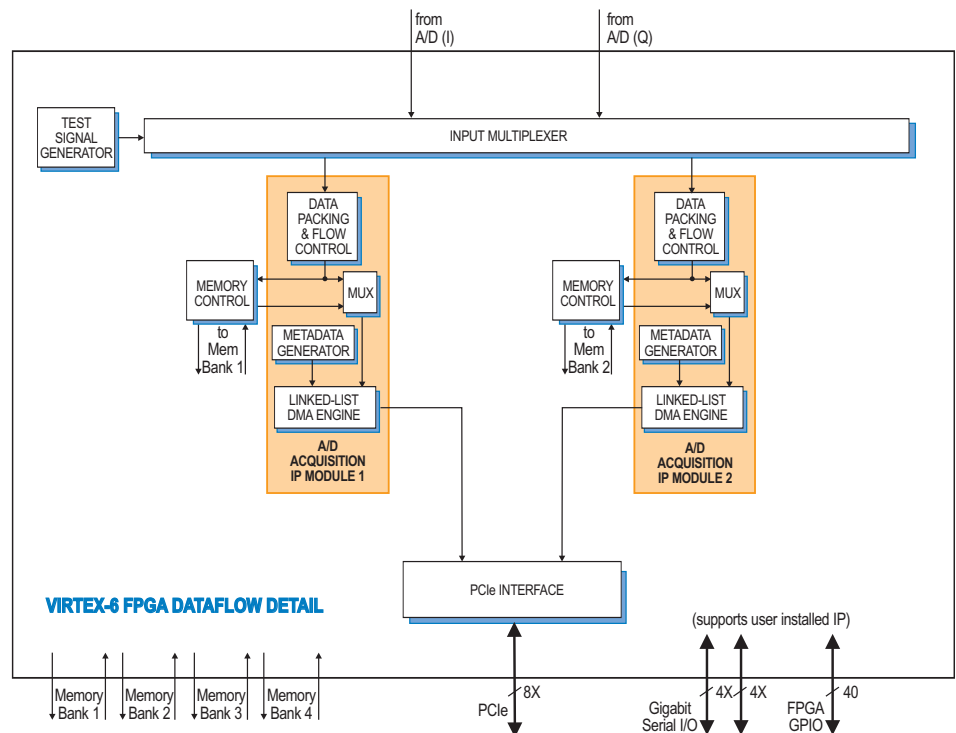 from
A/D (I)
from
A/D (Q)
TEST
SIGNAL
GENERATOR
INPUT MULTIPLEXER
DATA
PACKING
& FLOW
CONTROL
DATA
PACKING
& FLOW
CONTROL
MEMORY
CONTROL
MUX
MEMORY
CONTROL
MUX
to
Mem
Bank 1
METADATA
GENERATOR
to
Mem
Bank 2
METADATA
GENERATOR
LINKED-LIST
DMA ENGINE
LINKED-LIST
DMA ENGINE
A/D
ACQUISITION
IP MODULE 1
A/D
ACQUISITION
IP MODULE 2
PCIe INTERFACE
VIRTEX-6 FPGA DATAFLOW DETAIL
(supports user installed IP)
Memory
Bank 1
Memory
Bank 2
Memory
Bank 3
Memory
Bank 4
8X
PCIe
4X
4X
Gigabit
Serial I/O
40
FPGA
GPIO